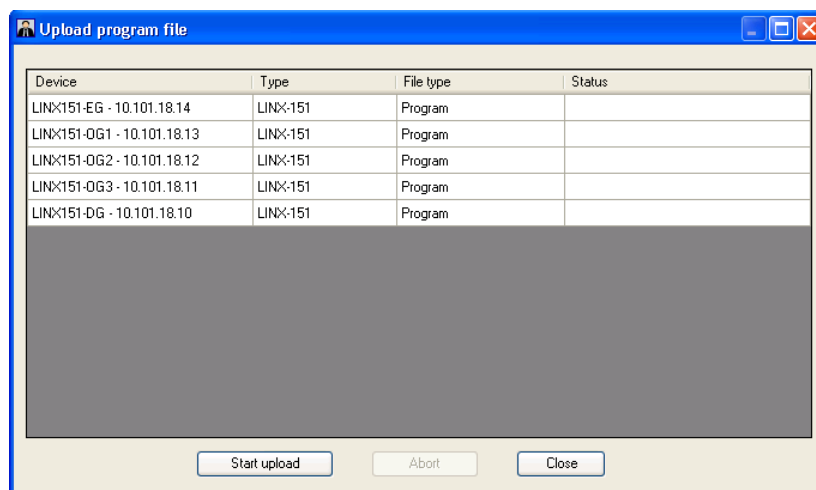 Upload program file
Device Type File type Status
LINX151-EG - 10.101.18.14 LINX-151 Program
LINX151-OG1 - 10.101.18.13 LINX-151 Program
LINX151-OG2 - 10.101.18.12 LINX-151 Program
LINX151-OG3 - 10.101.18.11 LINX-151 Program
LINX151-DG - 10.101.18.10 LINX-151 Program
Start upload Abort Close